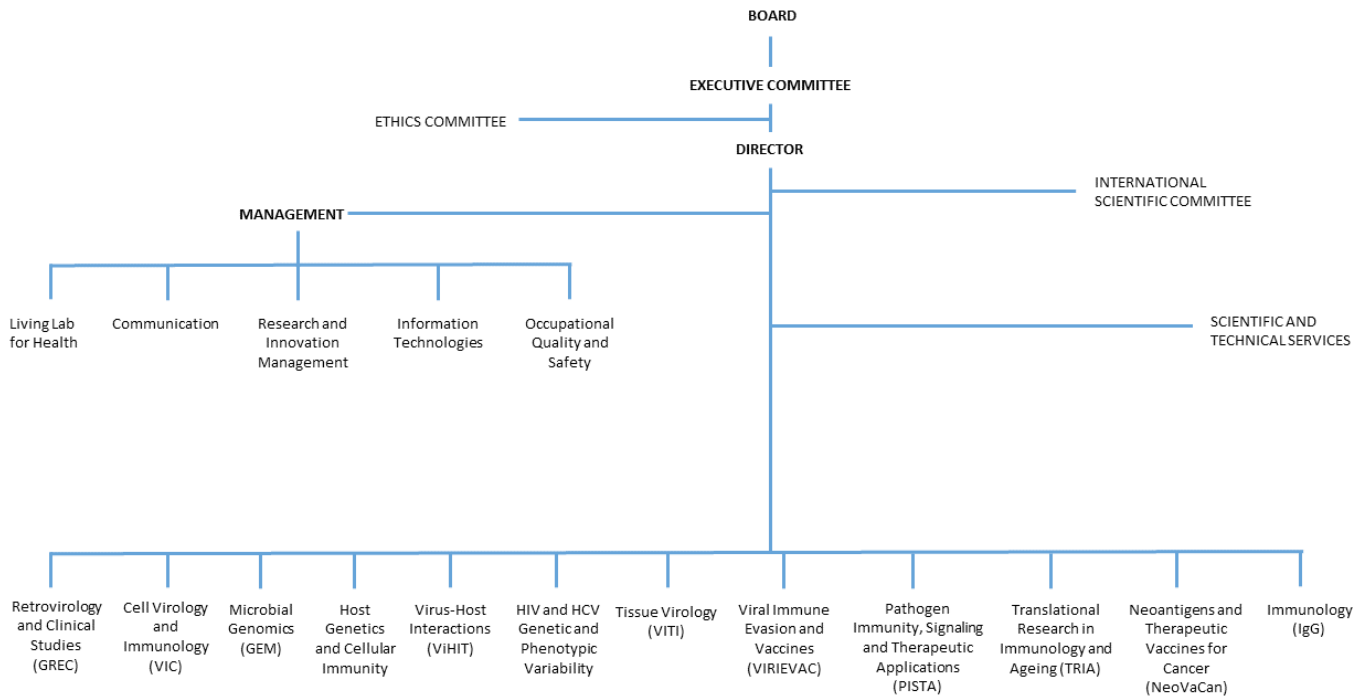 BOARD
EXECUTIVE COMMITTEE
ETHICS COMMITTEE
DIRECTOR
INTERNATIONAL
SCIENTIFIC COMMITTEE
MANAGEMENT
Living Lab
for Health
Communication
Research and
Innovation
Management
Information
Technologies
Occupational
Quality and
Safety
SCIENTIFIC AND
TECHNICAL SERVICES
Retrovirology
and Clinical
Studies
(GREC)
Cell Virology
and
Immunology
(VIC)
Microbial
Genomics
(GEM)
Host
Genetics
and Cellular
Immunity
Virus-Host
Interactions
(ViHIT)
HIV and HCV
Genetic and
Phenotypic
Variability
Tissue Virology
(VITI)
Viral Immune
Evasion and
Vaccines
(VIRIEVAC)
Pathogen
Immunity, Signaling
and Therapeutic
Applications
(PISTA)
Translational
Research in
Immunology and
Ageing (TRIA)
Neoantigens and
Therapeutic
Vaccines for
Cancer
(NeoVaCan)
Immunology
(IgG)